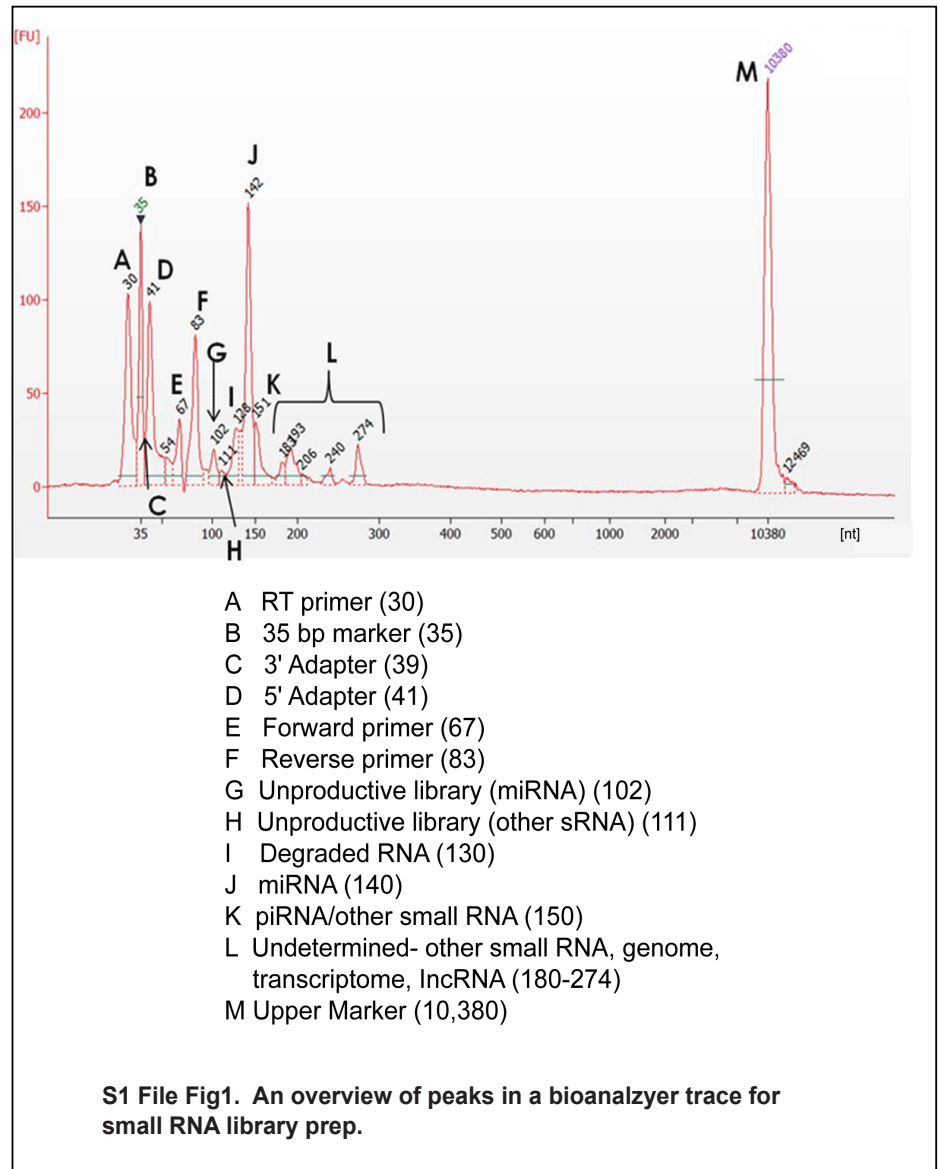 [FU]
200
150
100
50
0
A
30
B
35
D
41
C
54
E
67
F
83
G
102
111
H
I
128
J
142
151
K
L
183
193
206
240
274
M
10380
12469
35
100
150
200
300
400
500
600
1000
2000
10380
[nt]
A RT primer (30)
B 35 bp marker (35)
C 3' Adapter (39)
D 5' Adapter (41)
E Forward primer (67)
F Reverse primer (83)
G Unproductive library (miRNA) (102)
H Unproductive library (other sRNA) (111)
I Degraded RNA (130)
J miRNA (140)
K piRNA/other small RNA (150)
L Undetermined- other small RNA, genome,
transcriptome, lncRNA (180-274)
M Upper Marker (10,380)
S1 File Fig1. An overview of peaks in a bioanalzyer trace for
small RNA library prep.